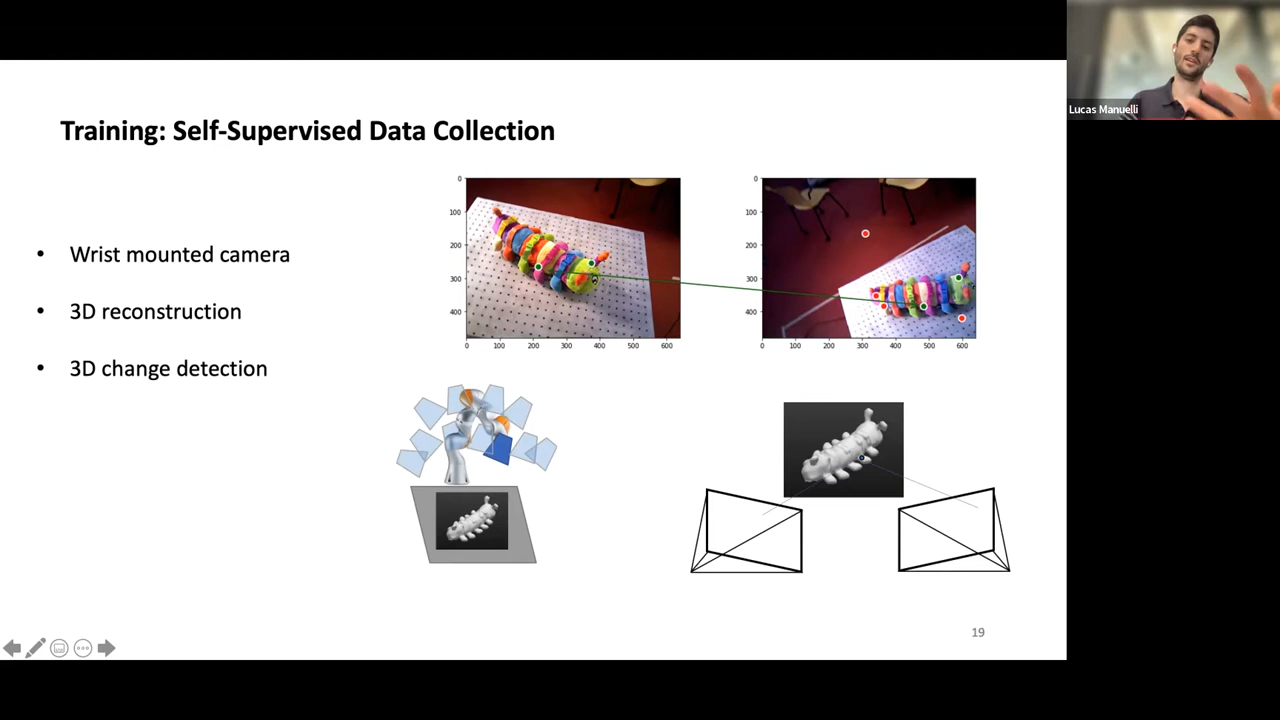 Lucas Manuelli
Training: Self-Supervised Data Collection
• Wrist mounted camera
• 3D reconstruction
• 3D change detection
0
100
200
300
400
0 100 200 300 400 500 600
0
100
200
300
400
0 100 200 300 400 500 600
19